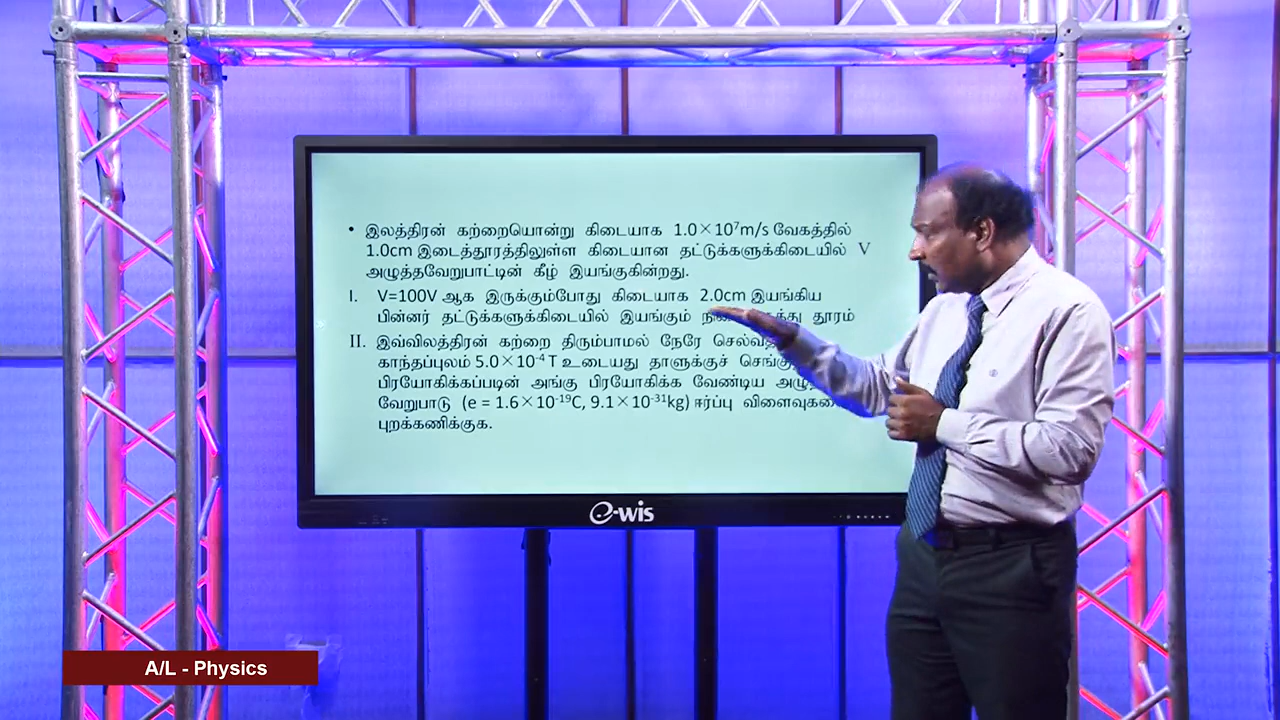 • இலத்திரன் கற்றையொன்று கிடையாக 1.0×10⁷m/s வேகத்தில்
1.0cm இடைத்தூரத்திலுள்ள கிடையான தட்டுக்களுக்கிடையில் V
அழுத்தவேறுபாட்டின் கீழ் இயங்குகின்றது.
I. V=100V ஆக இருக்கும்போது கிடையாக 2.0cm இயங்கிய
பின்னர் தட்டுக்களுக்கிடையில் இயங்கும் தூரம்
II. இவ்விலத்திரன் கற்றை திரும்பாமல் நேரே
காந்தப்புலம் 5.0×10⁻⁴ T உடையது தாளுக்குச்
பிரயோகிக்கப்படின் அங்கு பிரயோகிக்க வேண்டிய
வேறுபாடு (e = 1.6×10⁻¹⁹C, 9.1×10⁻³¹kg) ஈர்ப்பு
புறக்கணிக்குக.
e-wis
A/L - Physics